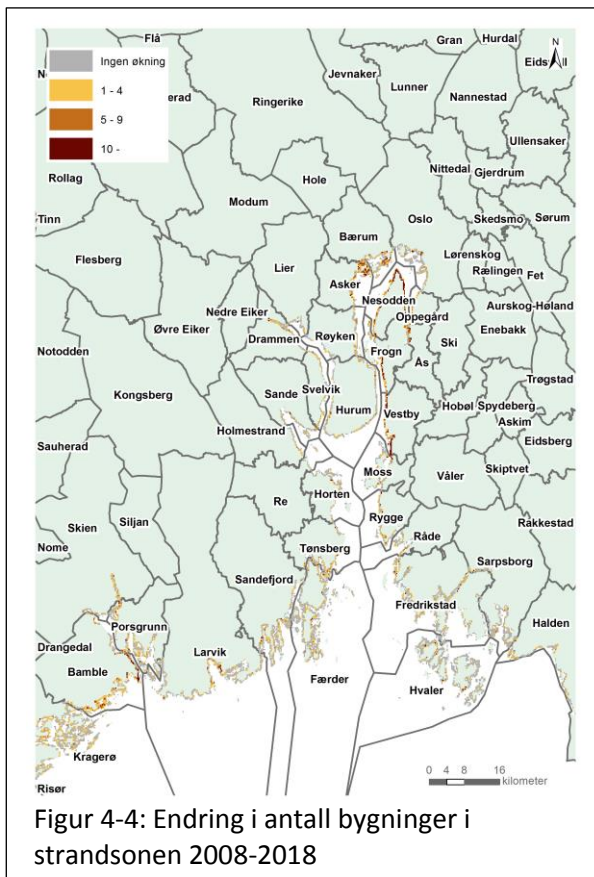 Ingen økning
1 - 4
5 - 9
10 -
N
Flå
Gran
Hurdal
Jevnaker
Lunner
Ringerike
Nannestad
Ullensaker
Rollag
Hole
Nittedal
Gjerdrum
Modum
Tinn
Oslo
Skedsmo
Sørum
Bærum
Flesberg
Lier
Lørenskog
Rælingen
Fet
Asker
Nesodden
Nedre Eiker
Oppegård
Aurskog-Høland
Øvre Eiker
Drammen
Røyken
Ski
Enebakk
Notodden
Frogn
Ås
Trøgstad
Kongsberg
Sande
Svelvik
Hurum
Vestby
Hobøl
Spydeberg
Askim
Holmestrand
Eidsberg
Sauherad
Moss
Våler
Skiptvet
Re
Horten
Skien
Siljan
Rygge
Rakkestad
Nome
Tønsberg
Råde
Sandefjord
Sarpsborg
Porsgrunn
Fredrikstad
Halden
Drangedal
Larvik
Bamble
Færder
Hvaler
Kragerø
0 4 8 16
kilometer
Risør
Figur 4-4: Endring i antall bygninger i
strandsonen 2008-2018